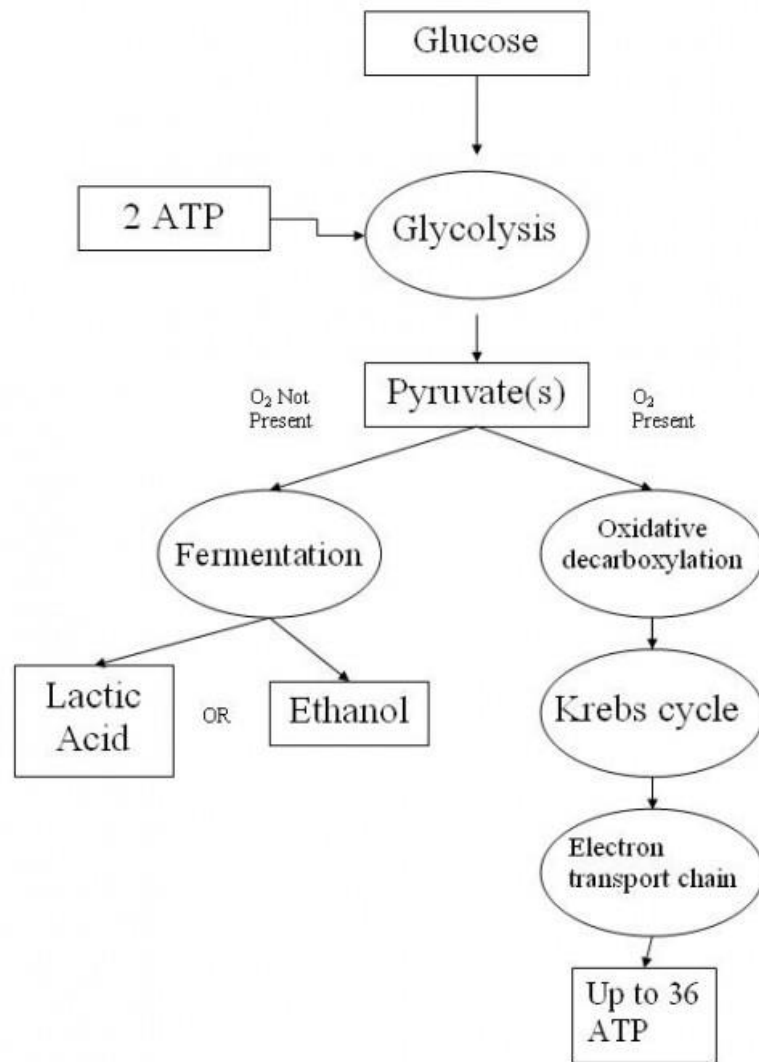 Glucose
2 ATP
Glycolysis
Pyruvate(s)
O₂ Not
Present
O₂
Present
Fermentation
Oxidative
decarboxylation
Lactic
Acid
OR
Ethanol
Krebs cycle
Electron
transport chain
Up to 36
ATP